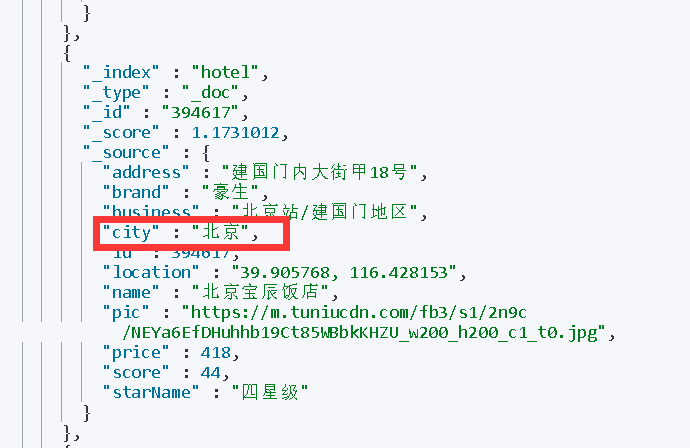 }
},
{
"_index" : "hotel",
"_type" : "_doc",
"_id" : "394617",
"_score" : 1.1731012,
"_source" : {
"address" : "建国门内大街甲18号",
"brand" : "豪生",
"business" : "北京站/建国门地区",
"city" : "北京",
"id" : 394617,
"location" : "39.905768, 116.428153",
"name" : "北京宝辰饭店",
"pic" : "https://m.tuniucdn.com/fb3/s1/2n9c
/NEYa6EfDHuhhb19Ct85WBbkKHZU_w200_h200_c1_t0.jpg",
"price" : 418,
"score" : 44,
"starName" : "四星级"
}
},